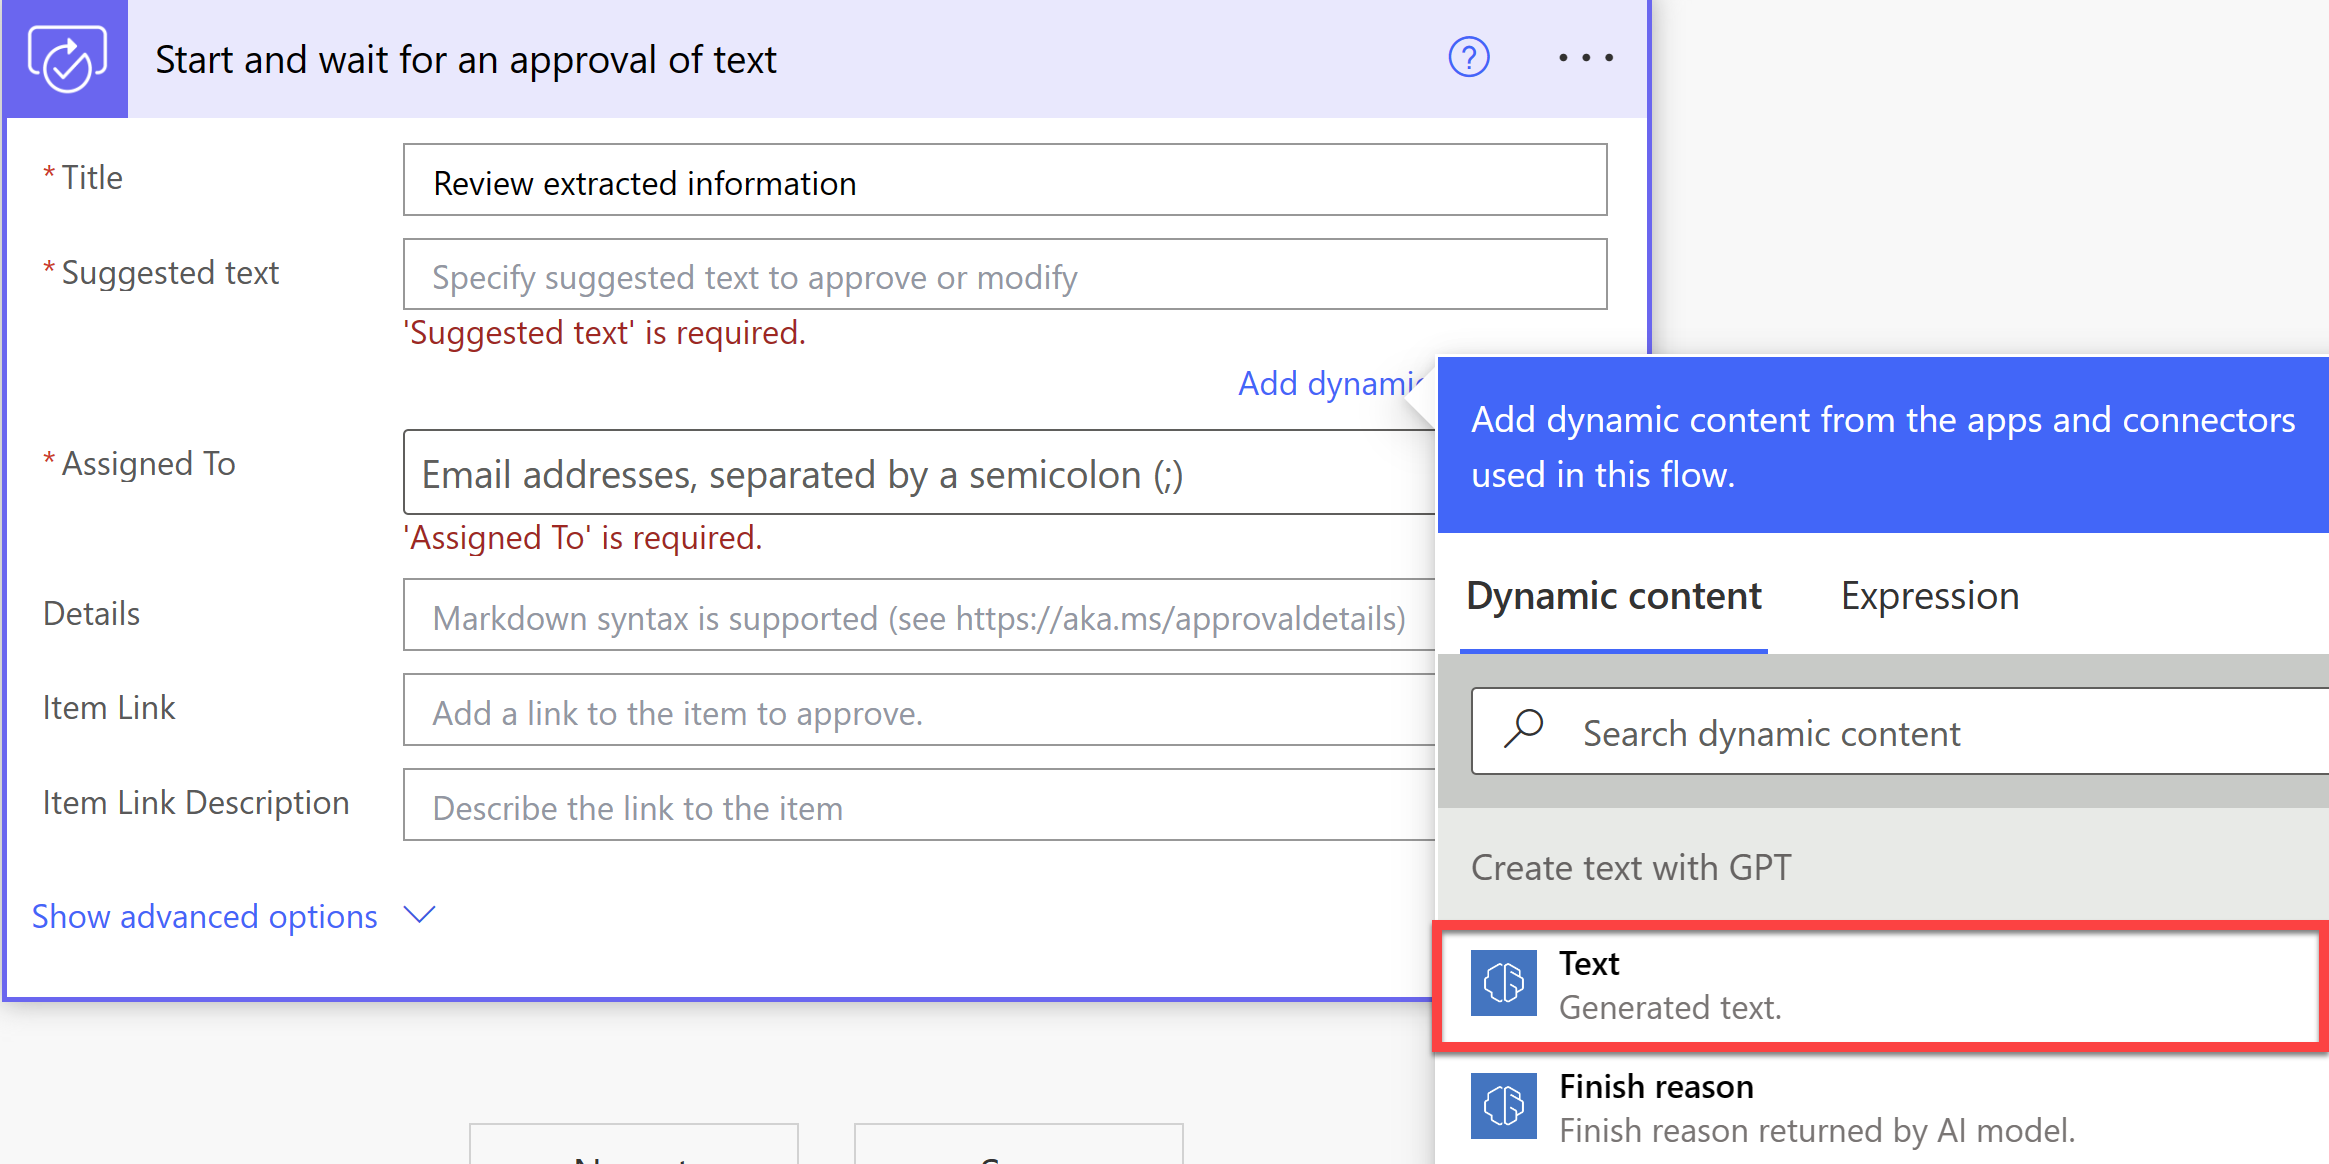 Start and wait for an approval of text
* Title
Review extracted information
* Suggested text
Specify suggested text to approve or modify
'Suggested text' is required.
Add dynamic
* Assigned To
Email addresses, separated by a semicolon (;)
'Assigned To' is required.
Details
Markdown syntax is supported (see https://aka.ms/approvaldetails)
Item Link
Add a link to the item to approve.
Item Link Description
Describe the link to the item
Show advanced options
Add dynamic content from the apps and connectors
used in this flow.
Dynamic content Expression
Search dynamic content
Create text with GPT
Text
Generated text.
Finish reason
Finish reason returned by AI model.